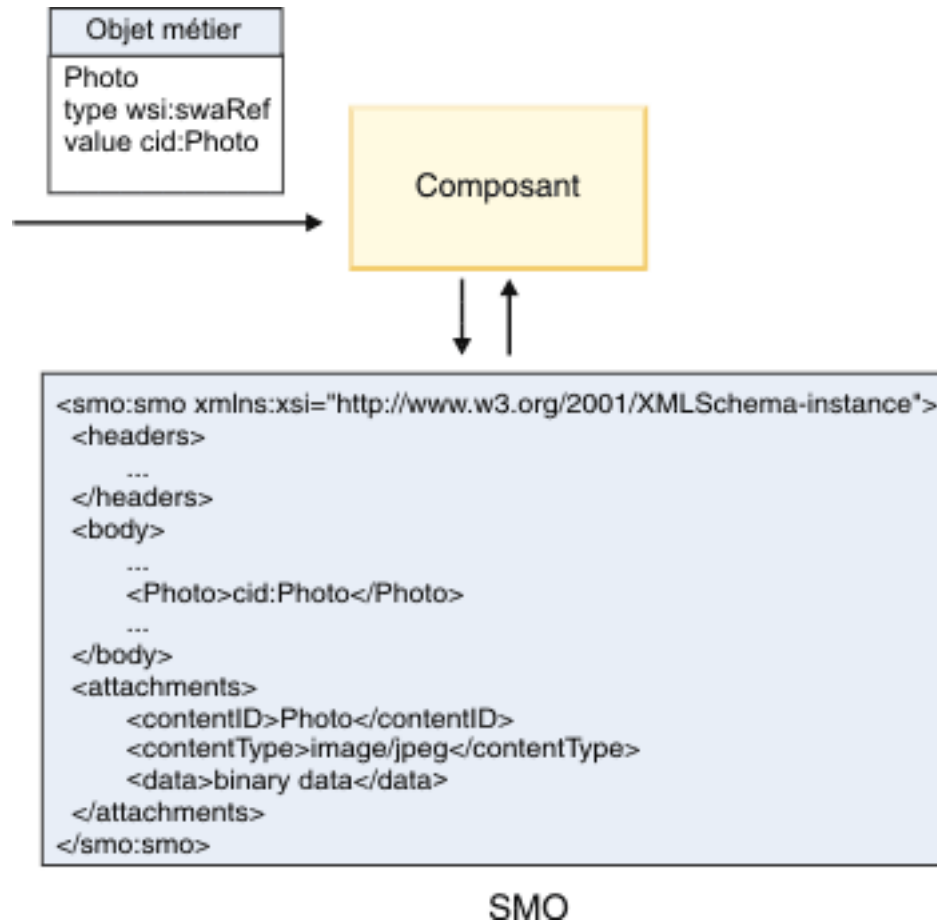 Objet métier
Photo
type wsi:swaRef
value cid:Photo
Composant
<smo:smo xmlns:xsi="http://www.w3.org/2001/XMLSchema-instance">
<headers>
...
</headers>
<body>
...
<Photo>cid:Photo</Photo>
...
</body>
<attachments>
<contentID>Photo</contentID>
<contentType>image/jpeg</contentType>
<data>binary data</data>
</attachments>
</smo:smo>
SMO